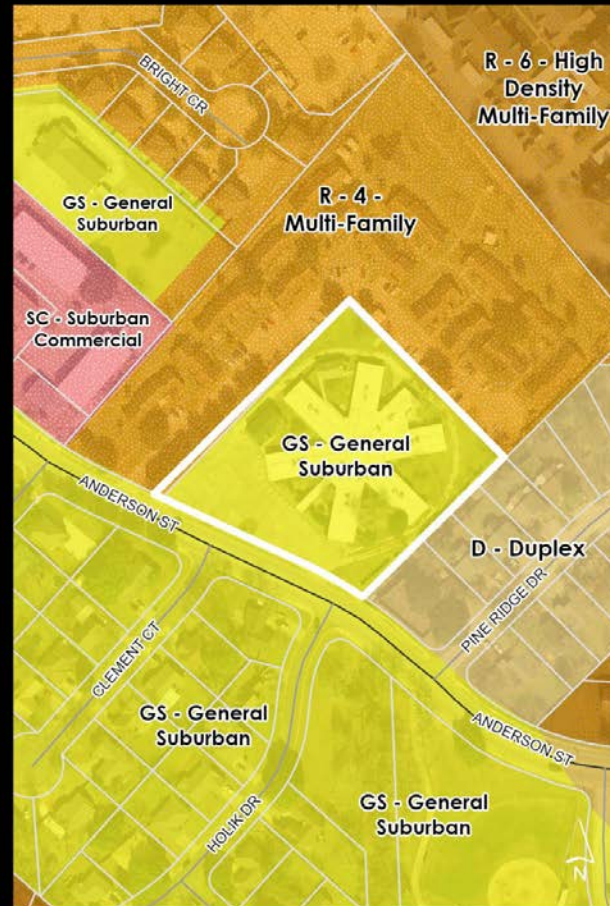 BRIGHT CR
R - 6 - High
Density
Multi-Family
GS - General
Suburban
R - 4 -
Multi-Family
SC - Suburban
Commercial
GS - General
Suburban
ANDERSON ST
D - Duplex
PINE RIDGE DR
CLEMENT CT
GS - General
Suburban
HOLIK DR
ANDERSON ST
GS - General
Suburban
N